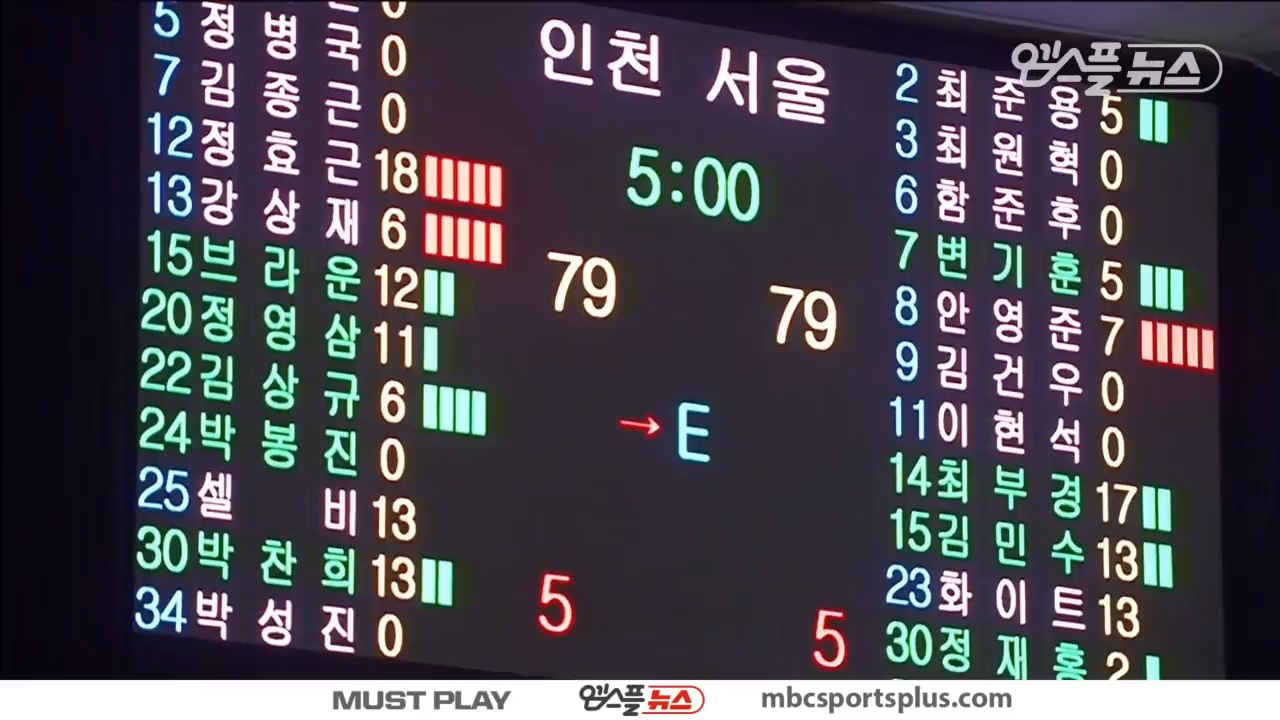 0
5 정 병 국 0
7 김 종 근 0
12 정 효 근 18
13 강 상 재 6
15 브 라 운 12
20 정 영 삼 11
22 김 상 규 6
24 박 봉 진 0
25 셀 비 13
30 박 찬 희 13
34 박 성 진 0
인천 서울
5:00
79 79
→ E
5 5
2 최 준 용 5
3 최 원 혁 0
6 함 준 후 0
7 변 기 훈 5
8 안 영 준 7
9 김 건 우 0
11 이 현 석 0
14 최 부 경 17
15 김 민 수 13
23 화 이 트 13
30 정 재 홍 2
엠스플 뉴스
MUST PLAY 엠스플 뉴스 mbcsportsplus.com